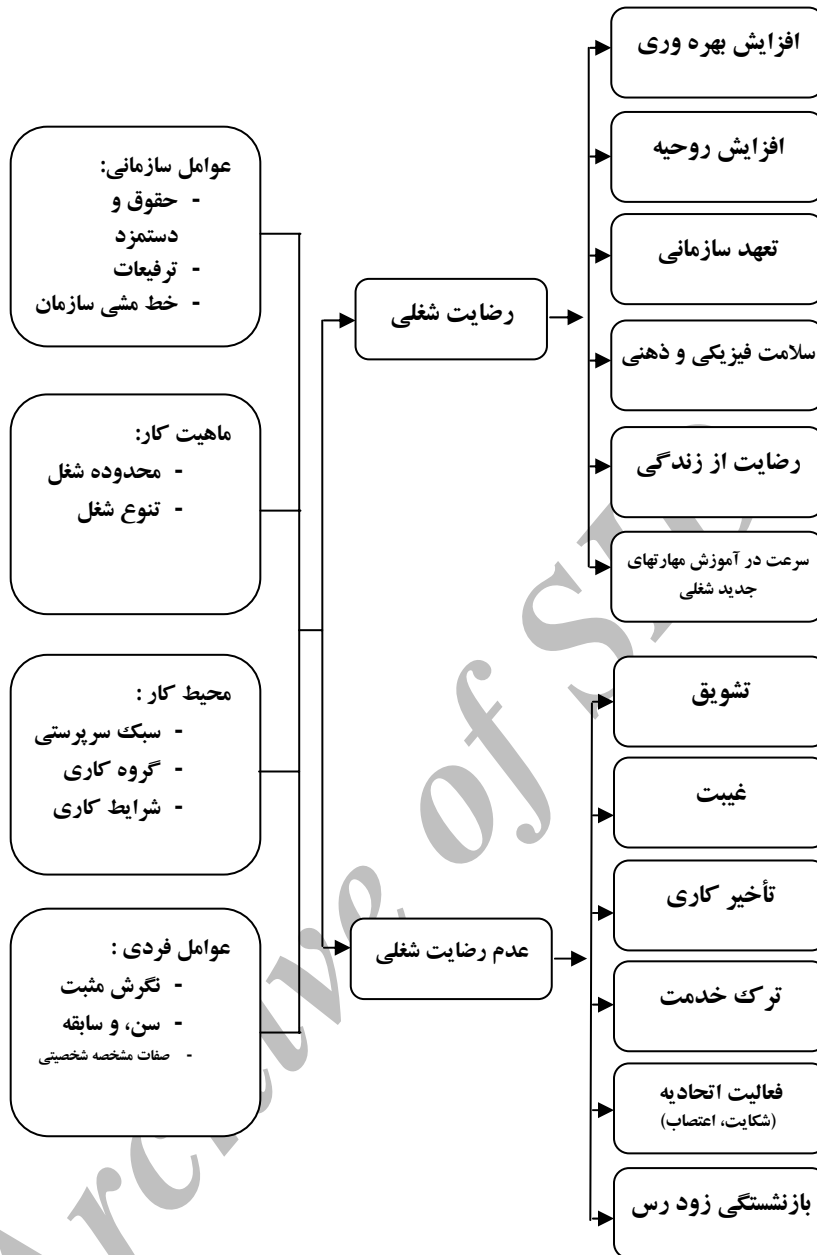 عوامل سازمانی:
- حقوق و
دستمزد
- ترفیعات
- خط مشی سازمان
ماهیت کار:
- محدوده شغل
- تنوع شغل
محیط کار :
- سبک سرپرستی
- گروه کاری
- شرایط کاری
عوامل فردی :
- نگرش مثبت
- سن، و سابقه
- صفات مشخصه شخصیتی
رضایت شغلی
عدم رضایت شغلی
افزایش بهره وری
افزایش روحیه
تعهد سازمانی
سلامت فیزیکی و ذهنی
رضایت از زندگی
سرعت در آموزش مهارتهای
جدید شغلی
تشویق
غیبت
تأخیر کاری
ترک خدمت
فعالیت اتحادیه
(شکایت، اعتصاب)
بازنشستگی زود رس
Archive of SID